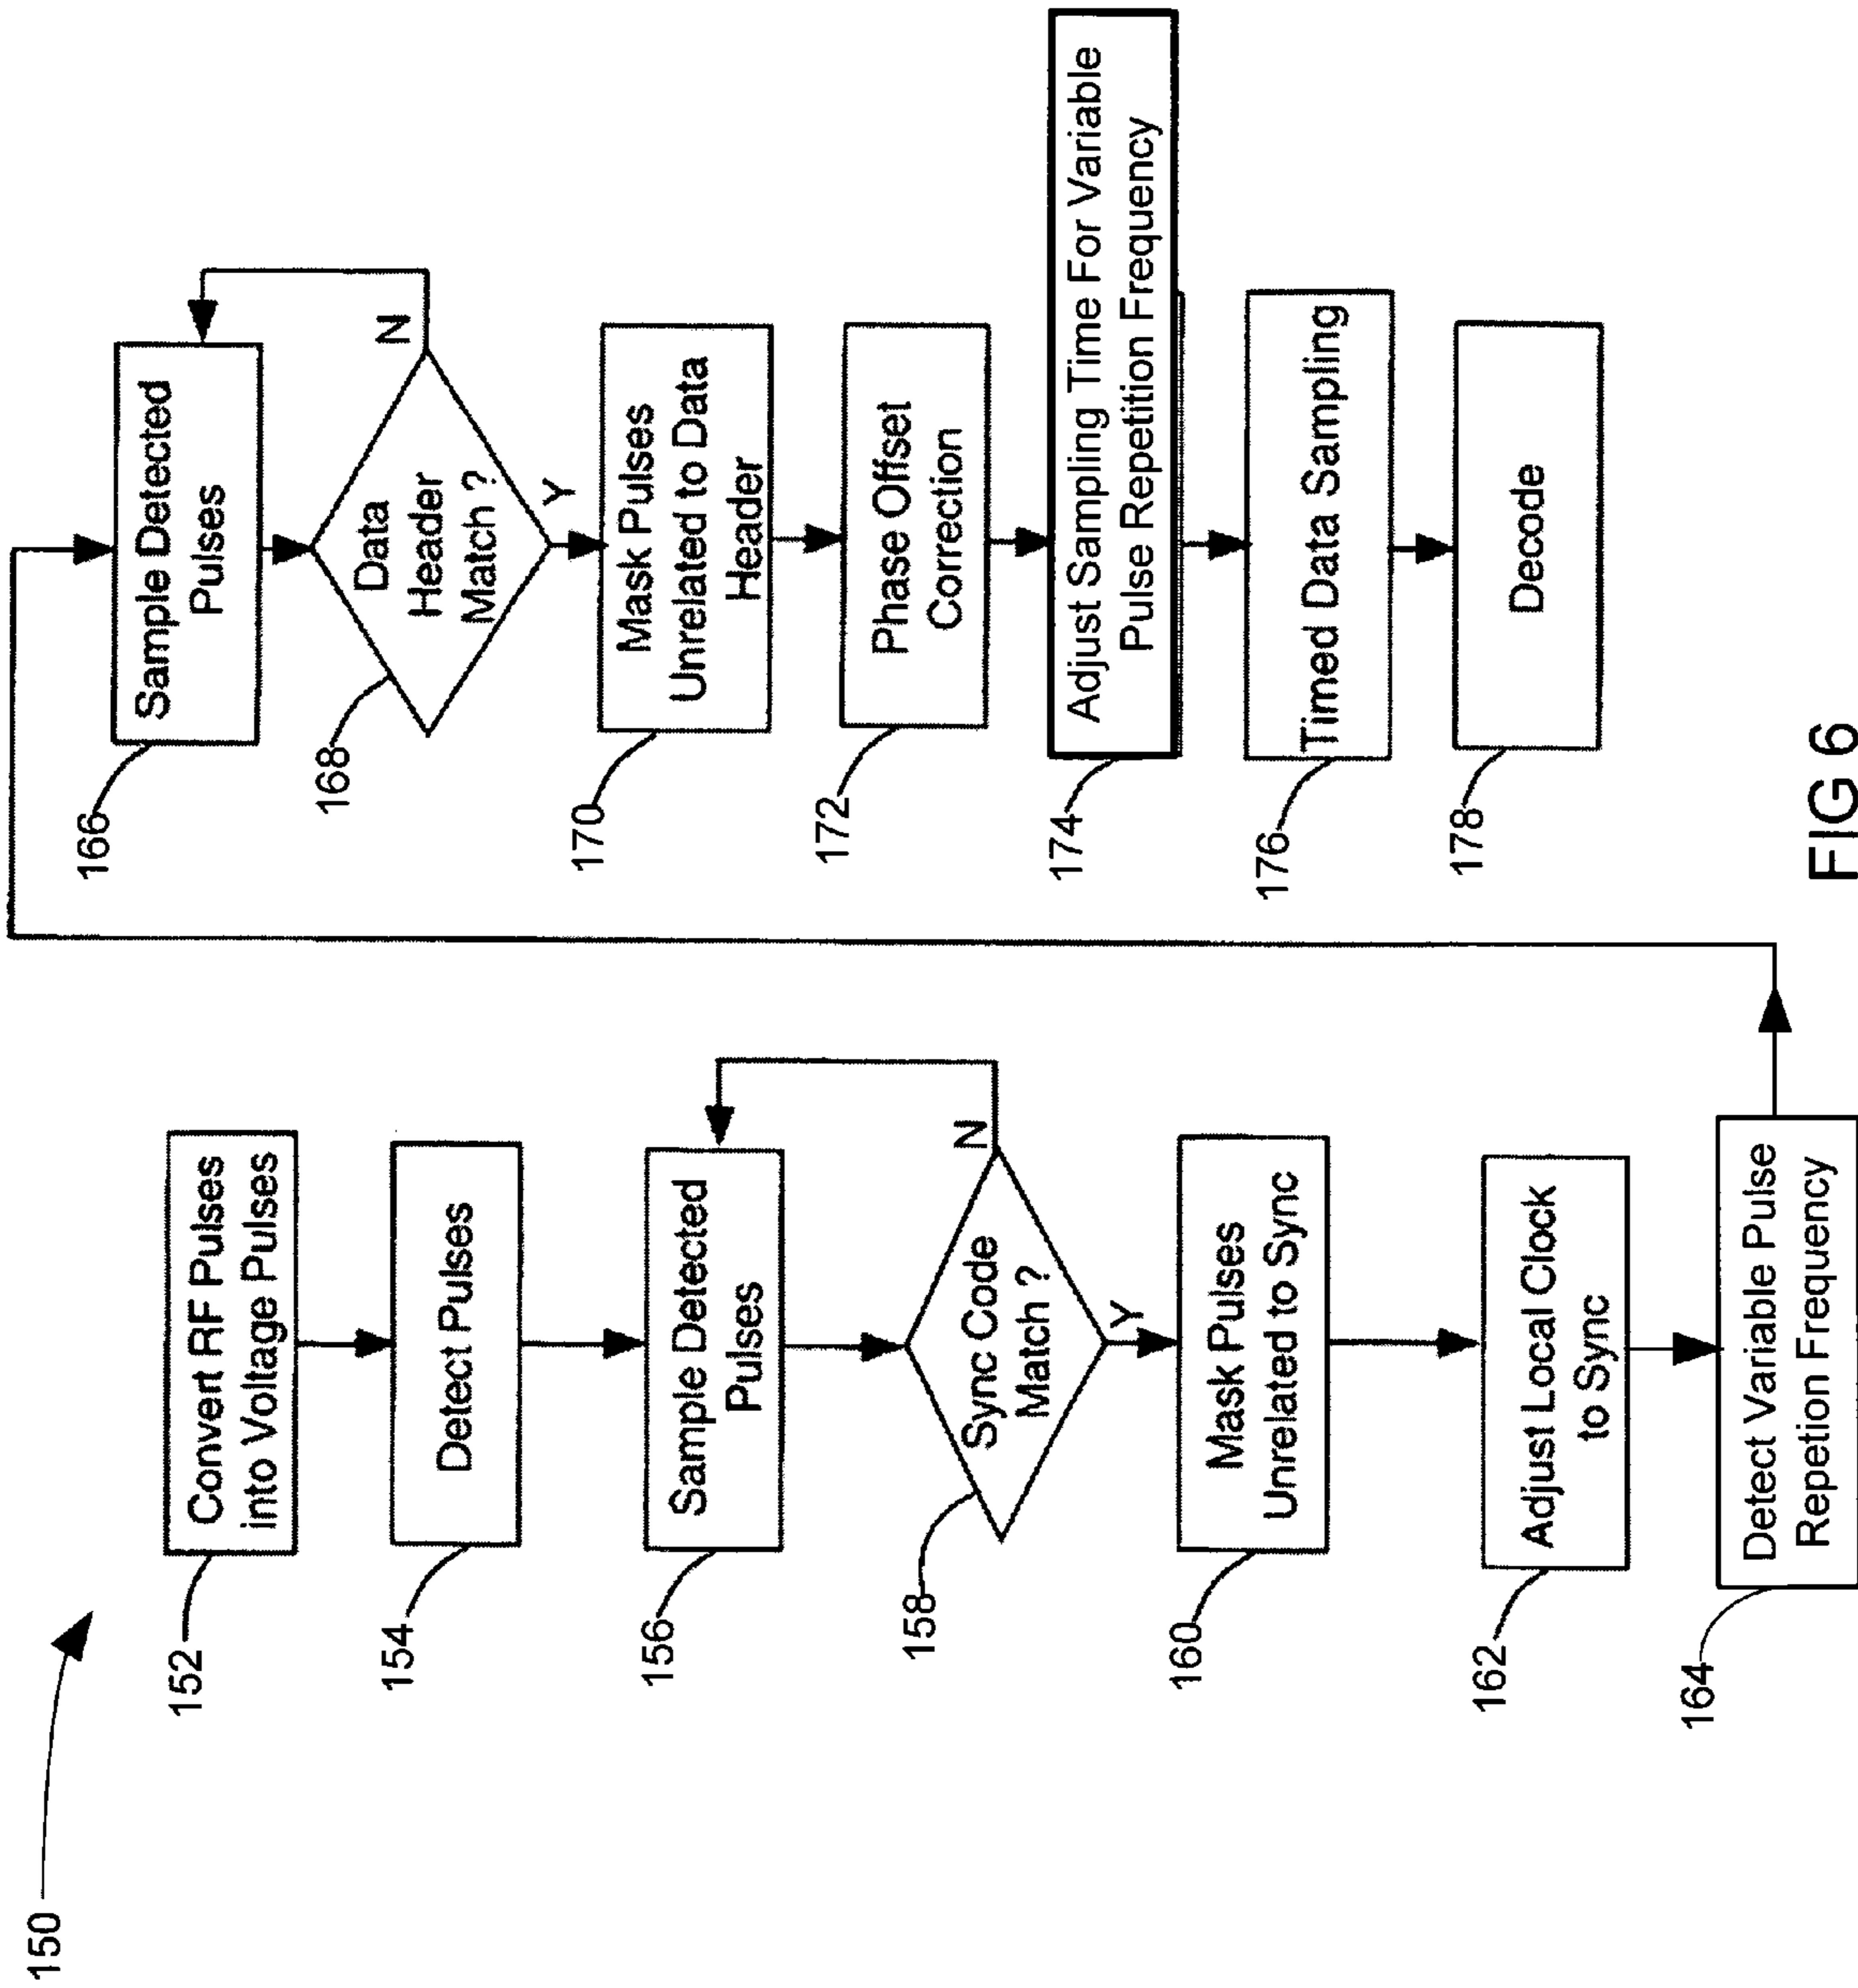 150
152
Convert RF Pulses
into Voltage Pulses
154
Detect Pulses
156
Sample Detected
Pulses
158
Sync Code
Match ?
N
Y
160
Mask Pulses
Unrelated to Sync
162
Adjust Local Clock
to Sync
164
Detect Variable Pulse
Repetion Frequency
166
Sample Detected
Pulses
168
Data
Header
Match ?
N
Y
170
Mask Pulses
Unrelated to Data
Header
172
Phase Offset
Correction
174
Adjust Sampling Time For Variable
Pulse Repetition Frequency
176
Timed Data Sampling
178
Decode
FIG 6